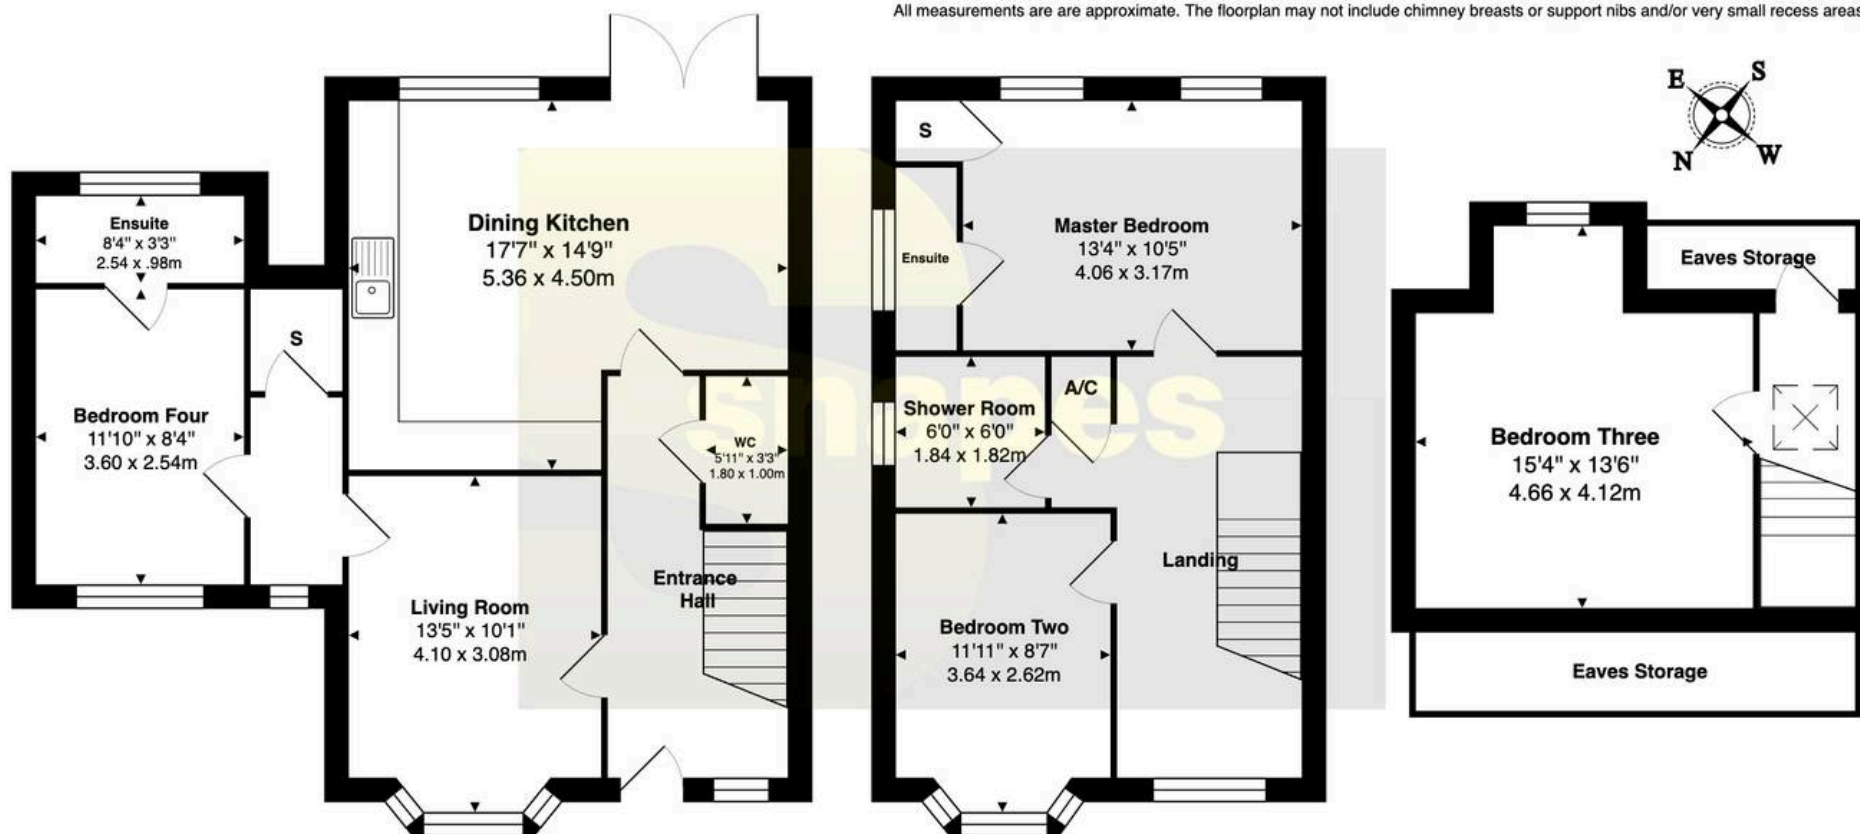 All measurements are are approximate. The floorplan may not include chimney breasts or support nibs and/or very small recess areas
E
S
N
W
Ensuite
8'4" x 3'3"
2.54 x .98m
Bedroom Four
11'10" x 8'4"
3.60 x 2.54m
S
Dining Kitchen
17'7" x 14'9"
5.36 x 4.50m
WC
5'11" x 3'3"
1.80 x 1.00m
Living Room
13'5" x 10'1"
4.10 x 3.08m
Entrance
Hall
S
Ensuite
Master Bedroom
13'4" x 10'5"
4.06 x 3.17m
Shower Room
6'0" x 6'0"
1.84 x 1.82m
A/C
Bedroom Two
11'11" x 8'7"
3.64 x 2.62m
Landing
snapes
Eaves Storage
Bedroom Three
15'4" x 13'6"
4.66 x 4.12m
Eaves Storage